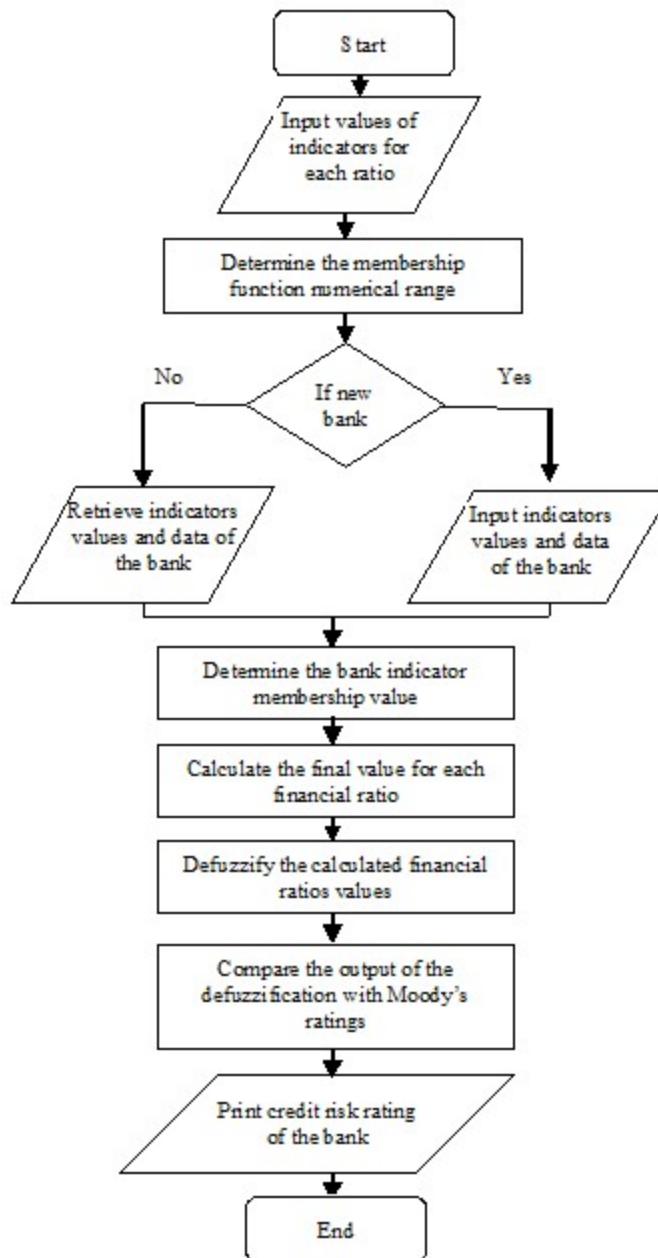 Start
Input values of
indicators for
each ratio
Determine the membership
function numerical range
No
Yes
If new
bank
Retrieve indicators
values and data of
the bank
Input indicators
values and data
of the bank
Determine the bank indicator
membership value
Calculate the final value for each
financial ratio
Defuzzify the calculated financial
ratios values
Compare the output of the
defuzzification with Moody's
ratings
Print credit risk rating
of the bank
End